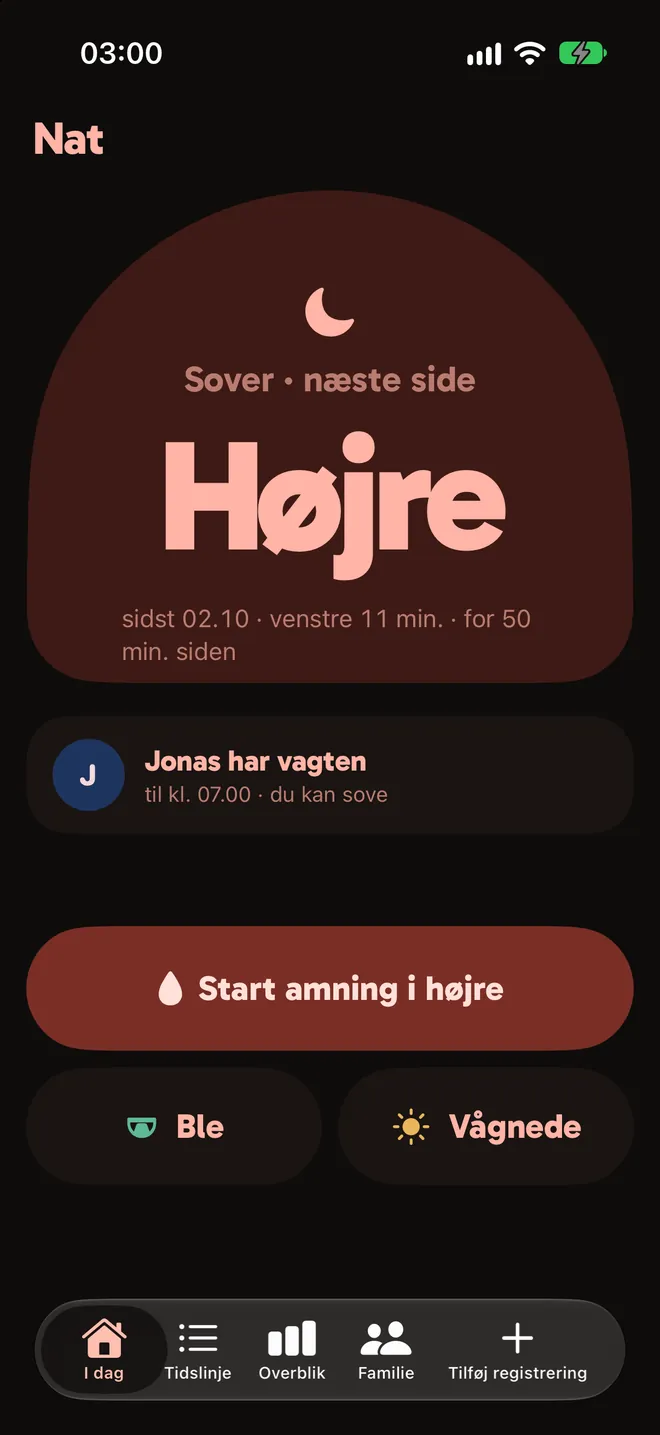 03:00
Nat
Sover · næste side
Højre
sidst 02.10 · venstre 11 min. · for 50
min. siden
J
Jonas har vagten
til kl. 07.00 · du kan sove
Start amning i højre
Ble
Vågnede
I dag
Tidslinje
Overblik
Familie
Tilføj registrering